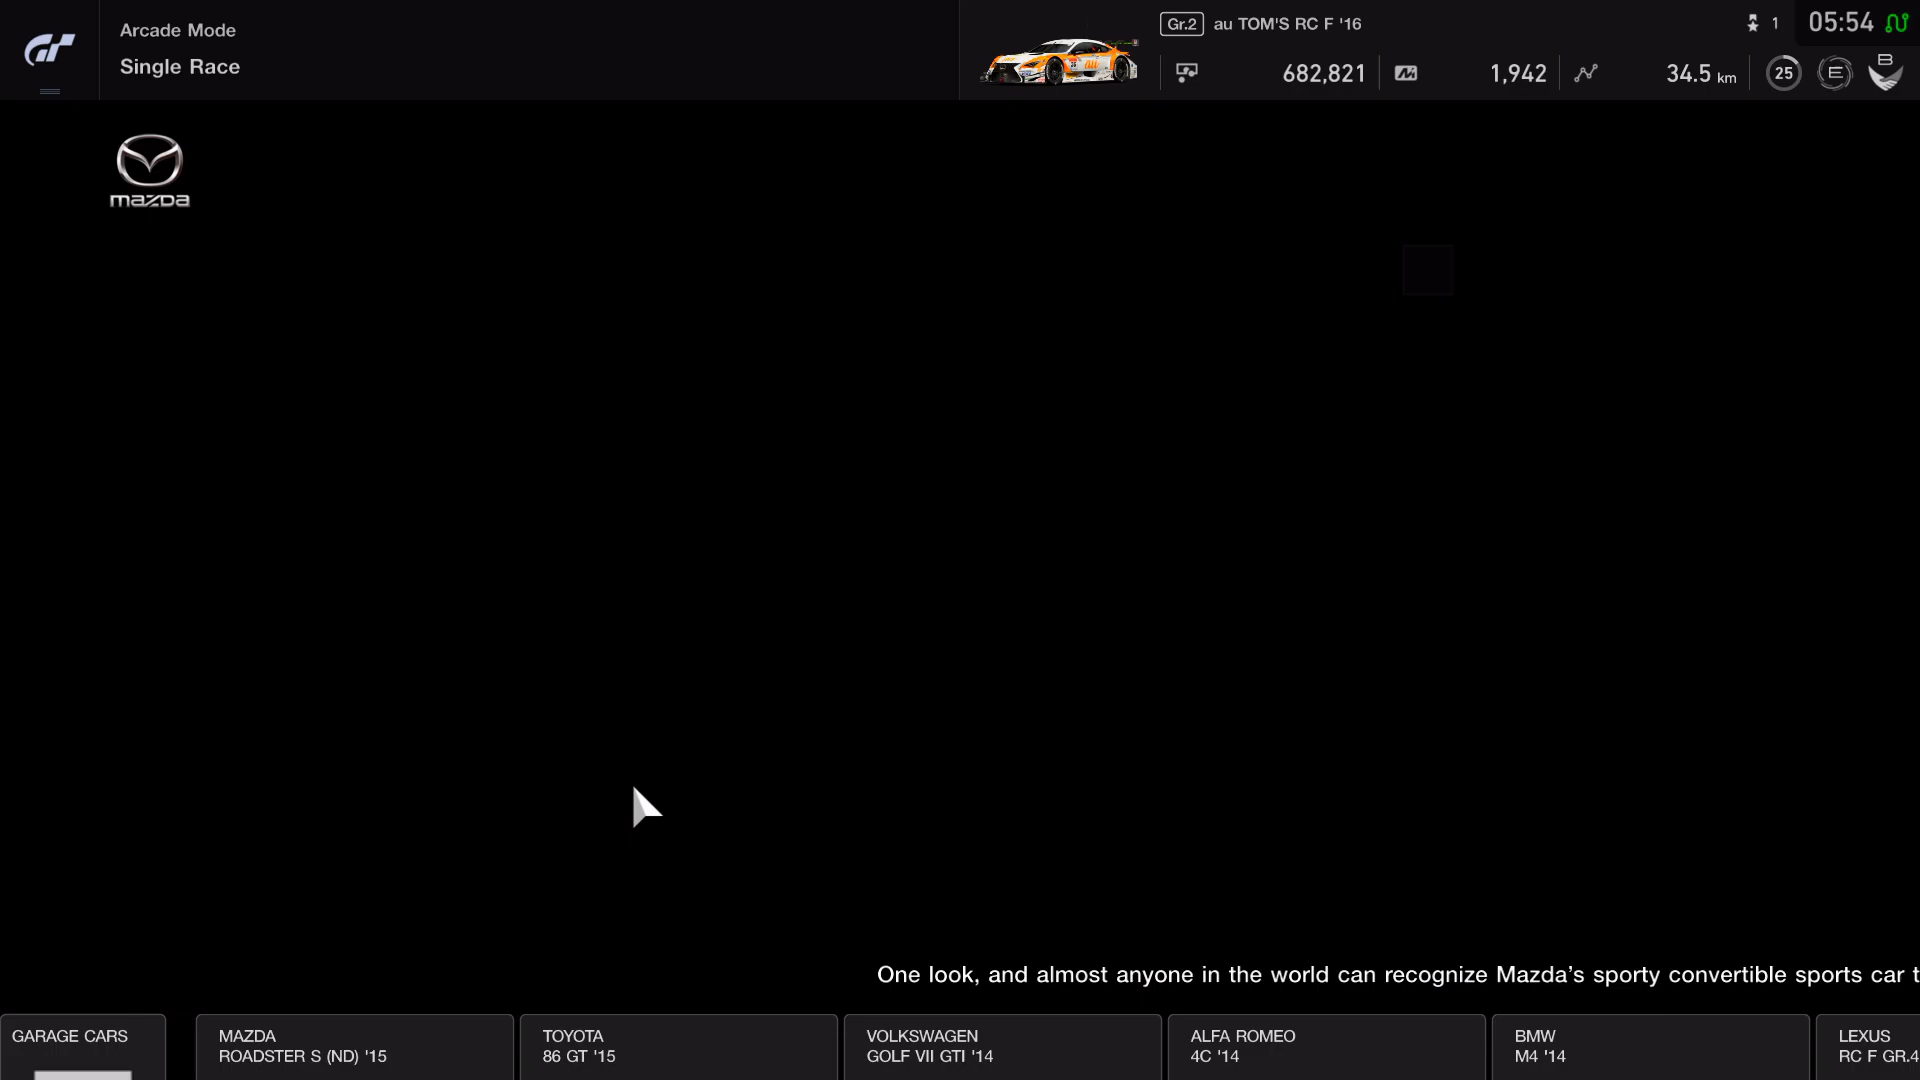 Arcade Mode
Single Race
Gr.2 au TOM'S RC F '16
1
05:54
682,821
1,942
34.5 km
25
E
B
mazda
One look, and almost anyone in the world can recognize Mazda’s sporty convertible sports car t
GARAGE CARS
MAZDA
ROADSTER S (ND) '15
TOYOTA
86 GT '15
VOLKSWAGEN
GOLF VII GTI '14
ALFA ROMEO
4C '14
BMW
M4 '14
LEXUS
RC F GR.4